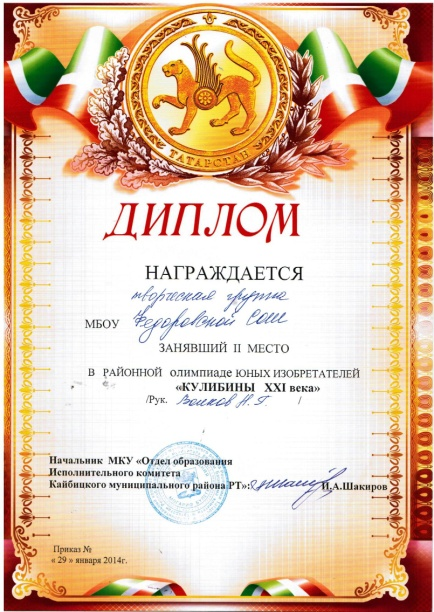 ТАТАРСТАН
ДИПЛОМ
НАГРАЖДАЕТСЯ
творческая группа
МБОУ Федоровской СОШ
ЗАНЯВШИЙ II МЕСТО
В РАЙОННОЙ олимпиаде ЮНЫХ ИЗОБРЕТАТЕЛЕЙ
«КУЛИБИНЫ XXI века»
/Рук. Волков Н.Г. /
Начальник МКУ «Отдел образования
Исполнительного комитета
Кайбицкого муниципального района РТ»: И.А.Шакиров
Приказ №
« 29 » января 2014г.